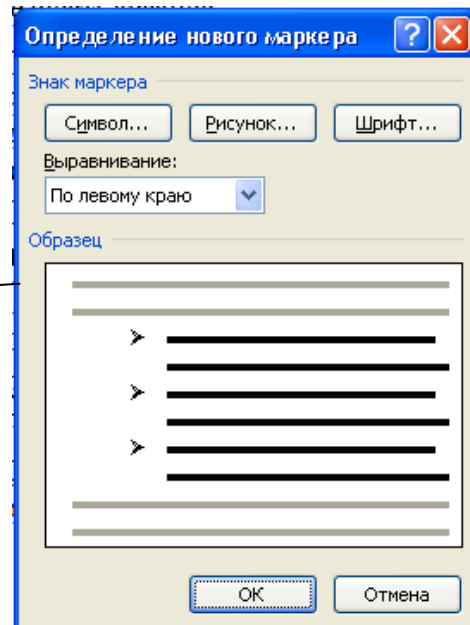 Определение нового маркера
Знак маркера
Символ... Рисунок... Шрифт...
Выравнивание:
По левому краю
Образец
ОК Отмена